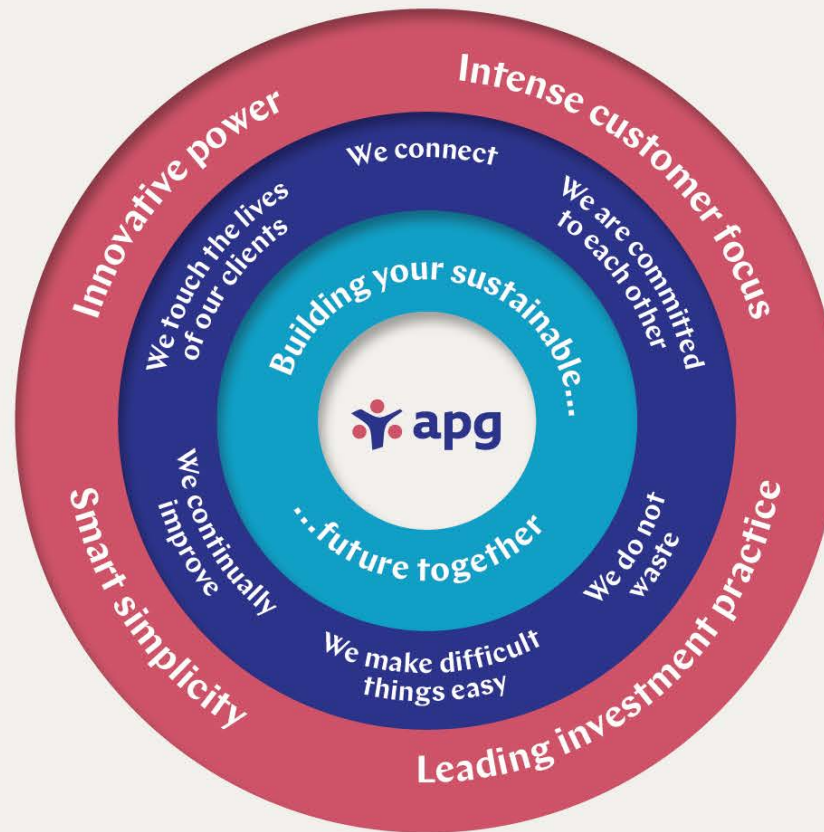 Innovative power
Intense customer focus
Leading investment practice
Smart simplicity
We connect
We are committed
to each other
We do not
waste
We make difficult
things easy
We continually
improve
We touch the lives
of our clients
Building your sustainable...
...future together
apg